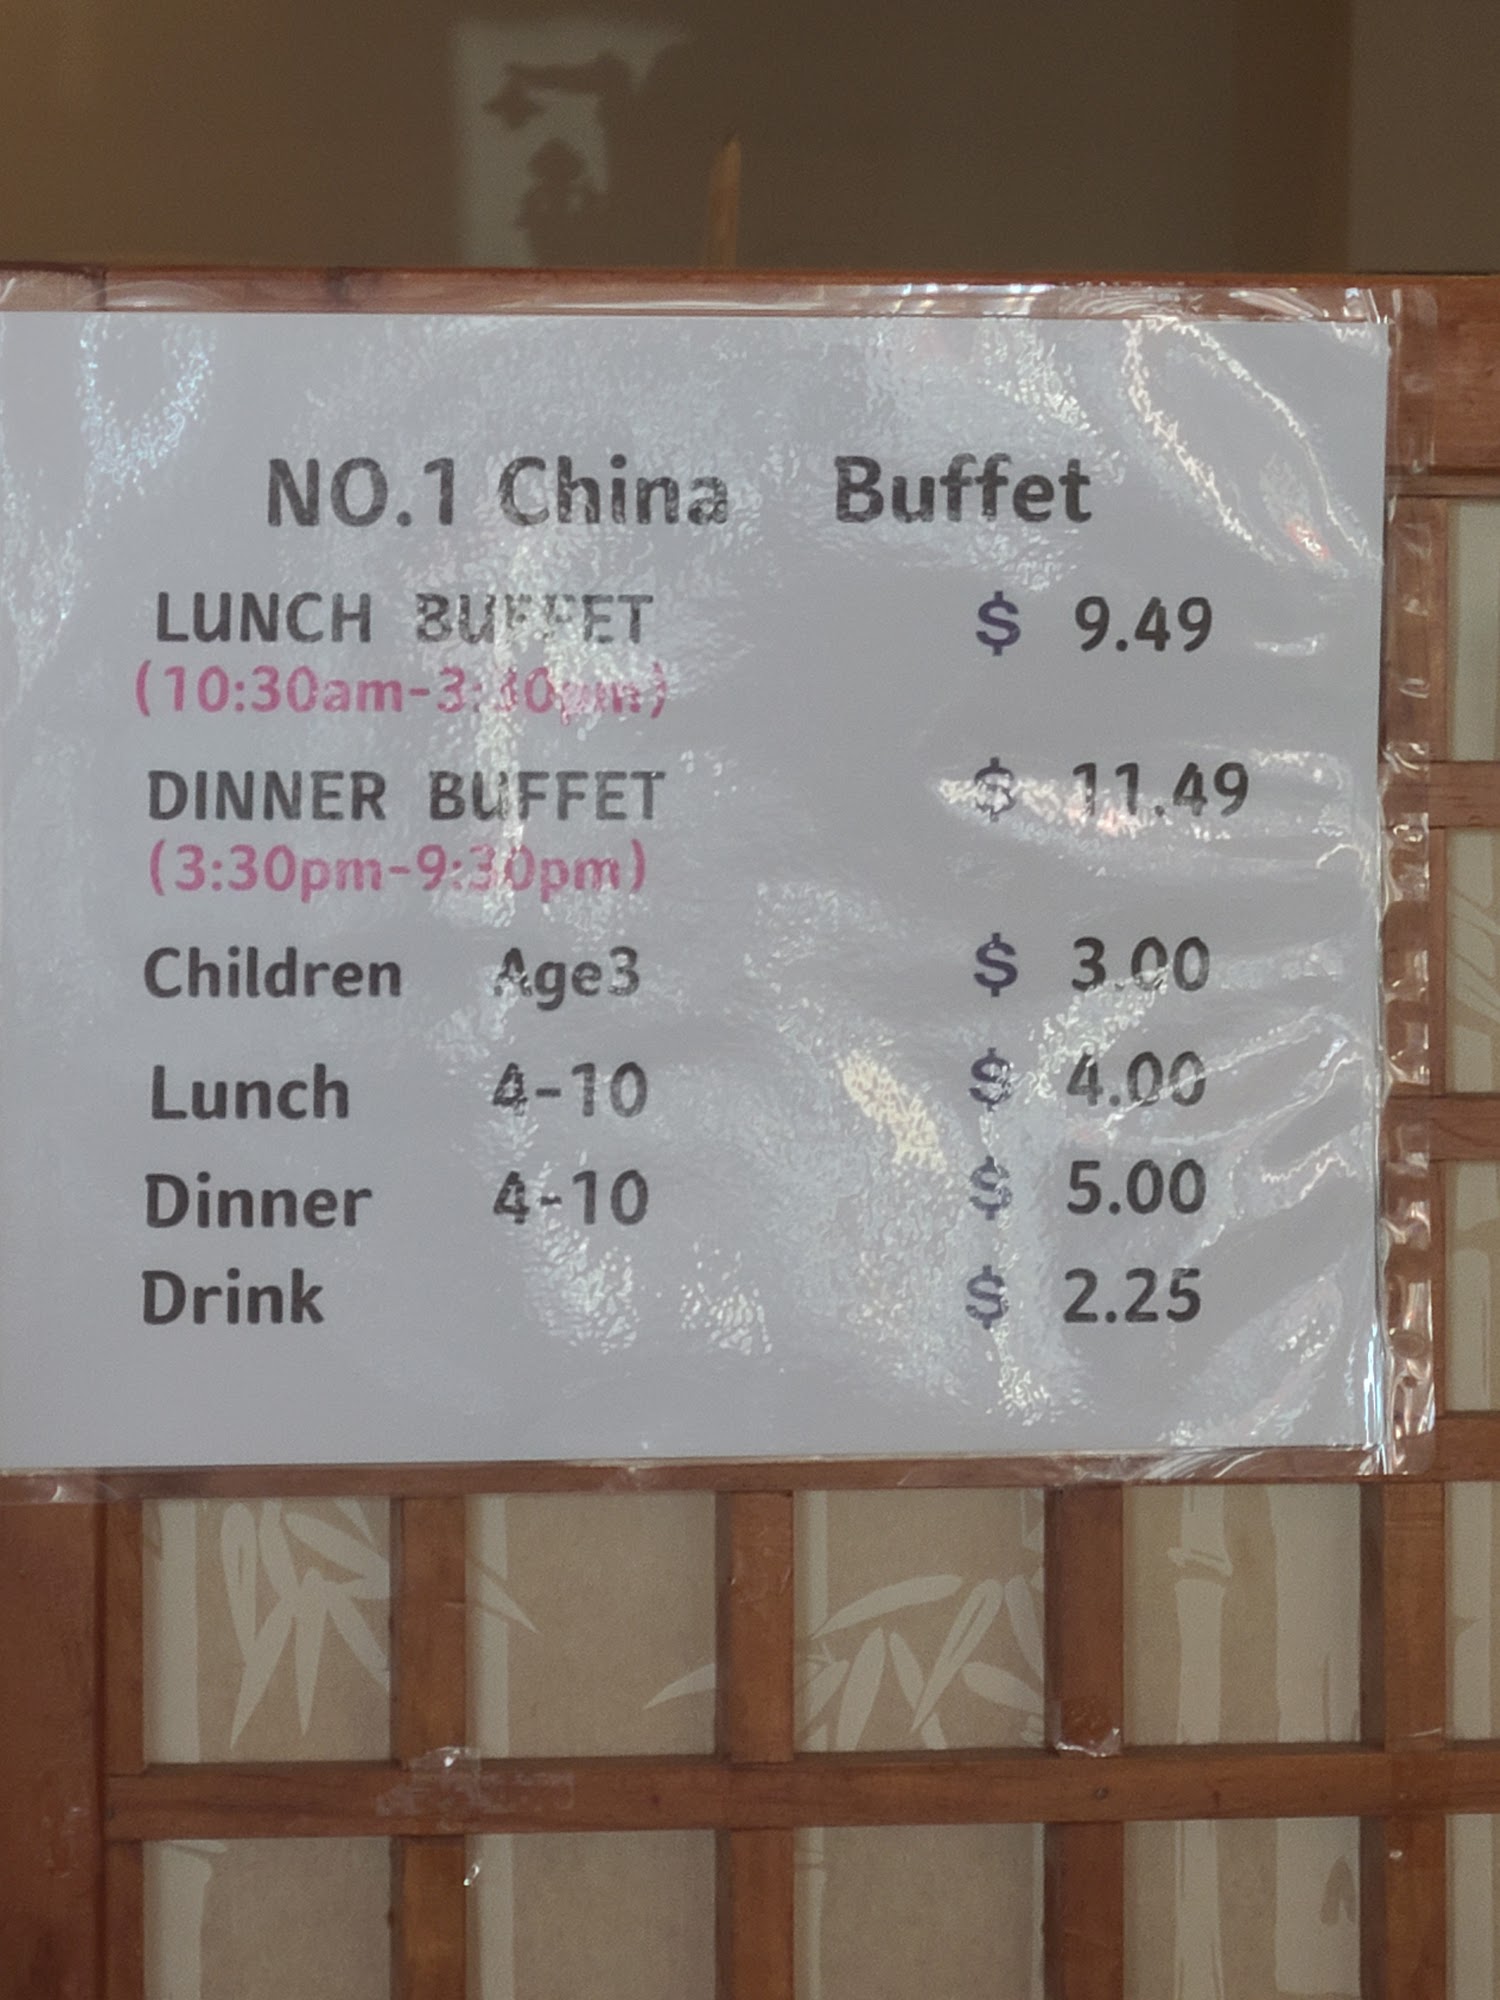 NO.1 China Buffet
LUNCH BUFFET $ 9.49
(10:30am-3:30pm)
DINNER BUFFET $ 11.49
(3:30pm-9:30pm)
Children Age3 $ 3.00
Lunch 4-10 $ 4.00
Dinner 4-10 $ 5.00
Drink $ 2.25